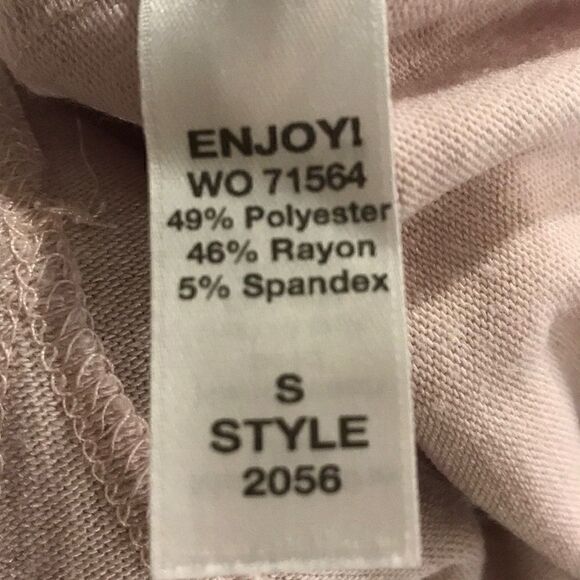 ENJOY!
WO 71564
49% Polyester
46% Rayon
5% Spandex
S
STYLE
2056